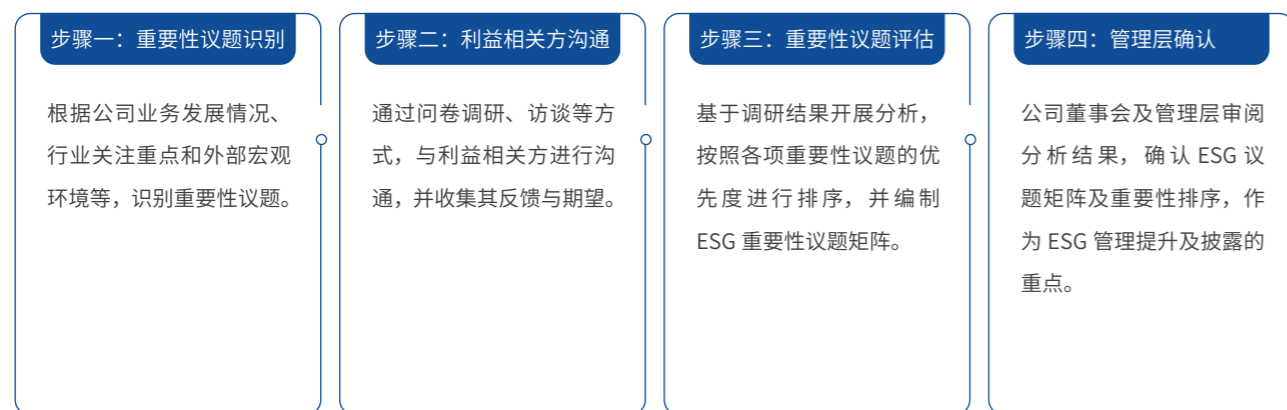 步骤一：重要性议题识别
根据公司业务发展情况、
行业关注重点和外部宏观
环境等，识别重要性议题。
步骤二：利益相关方沟通
通过问卷调研、访谈等方
式，与利益相关方进行沟
通，并收集其反馈与期望。
步骤三：重要性议题评估
基于调研结果开展分析，
按照各项重要性议题的优
先度进行排序，并编制
ESG 重要性议题矩阵。
步骤四：管理层确认
公司董事会及管理层审阅
分析结果，确认 ESG 议
题矩阵及重要性排序，作
为 ESG 管理提升及披露的
重点。